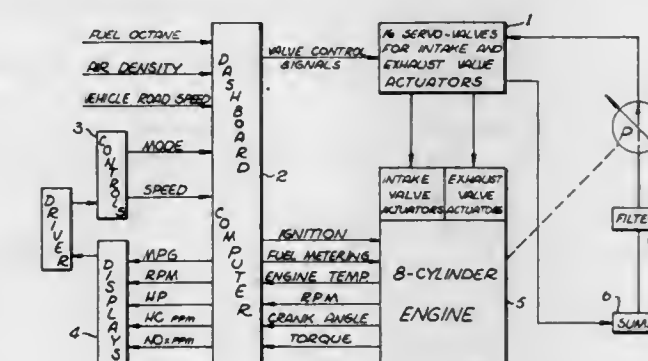 FUEL OCTANE
AIR DENSITY
VEHICLE ROAD SPEED
3
CONTROLS
MODE
SPEED
DRIVER
DISPLAYS
4
MPG
RPM
HP
HC PPM
NOx PPM
DASHBOARD COMPUTER
2
VALVE CONTROL
SIGNALS
16 SERVO-VALVES
FOR INTAKE AND
EXHAUST VALVE
ACTUATORS
1
INTAKE
VALVE
ACTUATORS
EXHAUST
VALVE
ACTUATORS
IGNITION
FUEL METERING
ENGINE TEMP.
RPM
CRANK ANGLE
TORQUE
8-CYLINDER
ENGINE
5
P
6